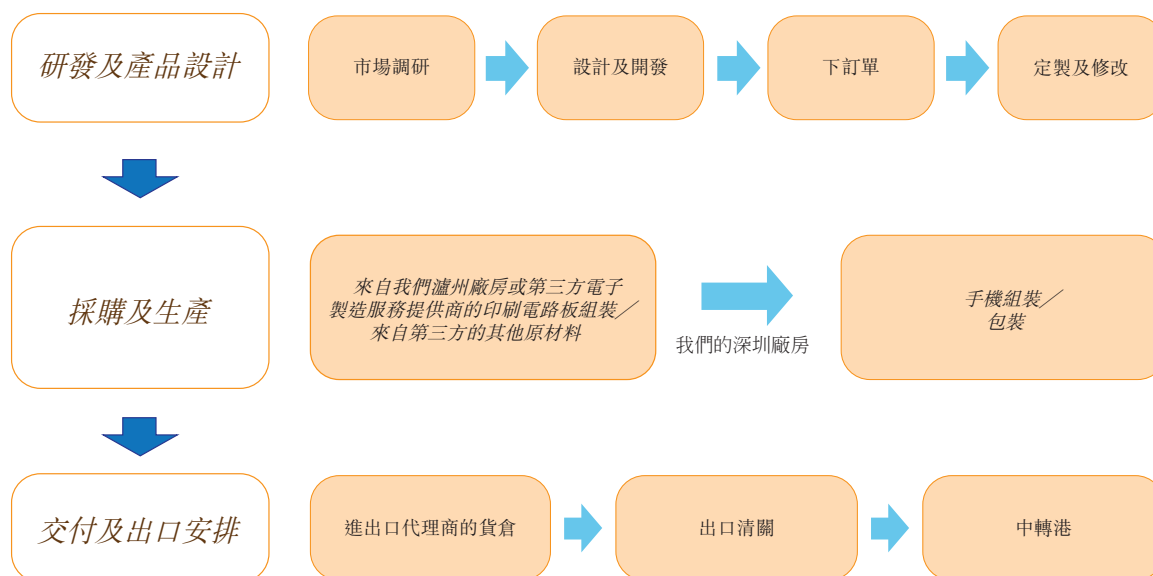 研發及產品設計
市場調研
設計及開發
下訂單
定製及修改
採購及生產
來自我們瀘州廠房或第三方電子
製造服務提供商的印刷電路板組裝／
來自第三方的其他原材料
我們的深圳廠房
手機組裝／
包裝
交付及出口安排
進出口代理商的貨倉
出口清關
中轉港